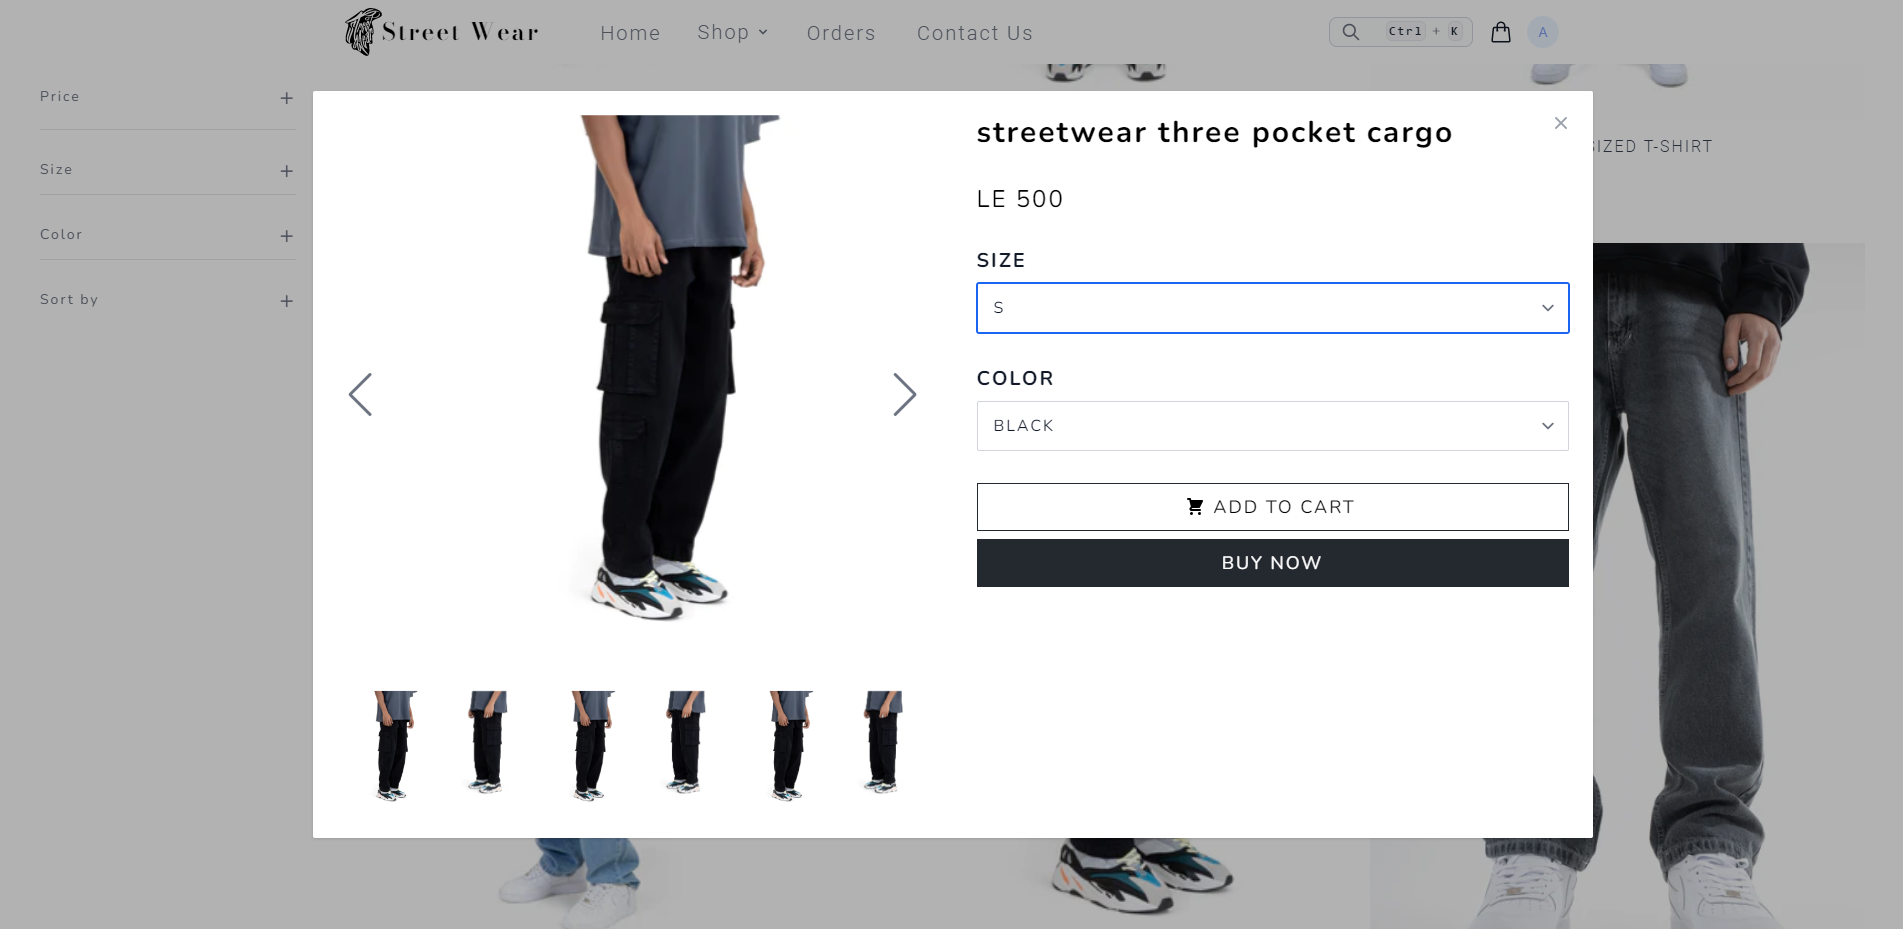 Street Wear
Home
Shop
Orders
Contact Us
Ctrl + K
A
Price
Size
Color
Sort by
SIZED T-SHIRT
streetwear three pocket cargo
LE 500
SIZE
S
COLOR
BLACK
ADD TO CART
BUY NOW